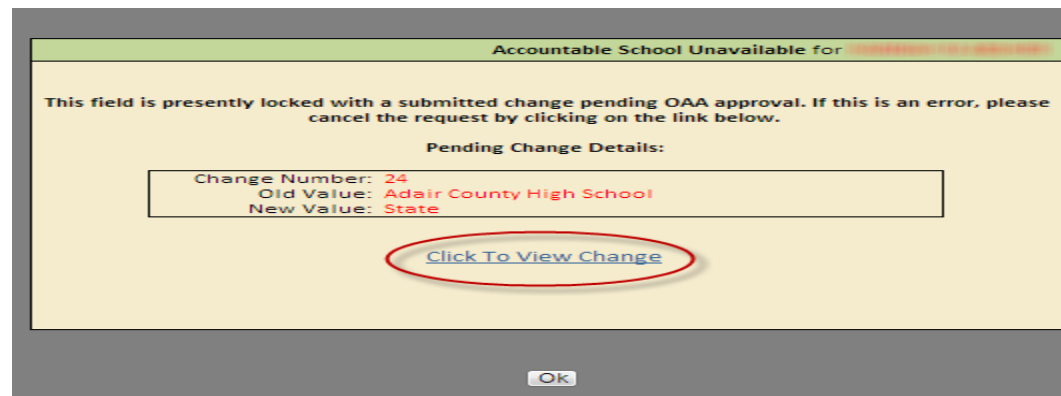 Accountable School Unavailable for
This field is presently locked with a submitted change pending OAA approval. If this is an error, please
cancel the request by clicking on the link below.
Pending Change Details:
Change Number: 24
Old Value: Adair County High School
New Value: State
Click To View Change
Ok